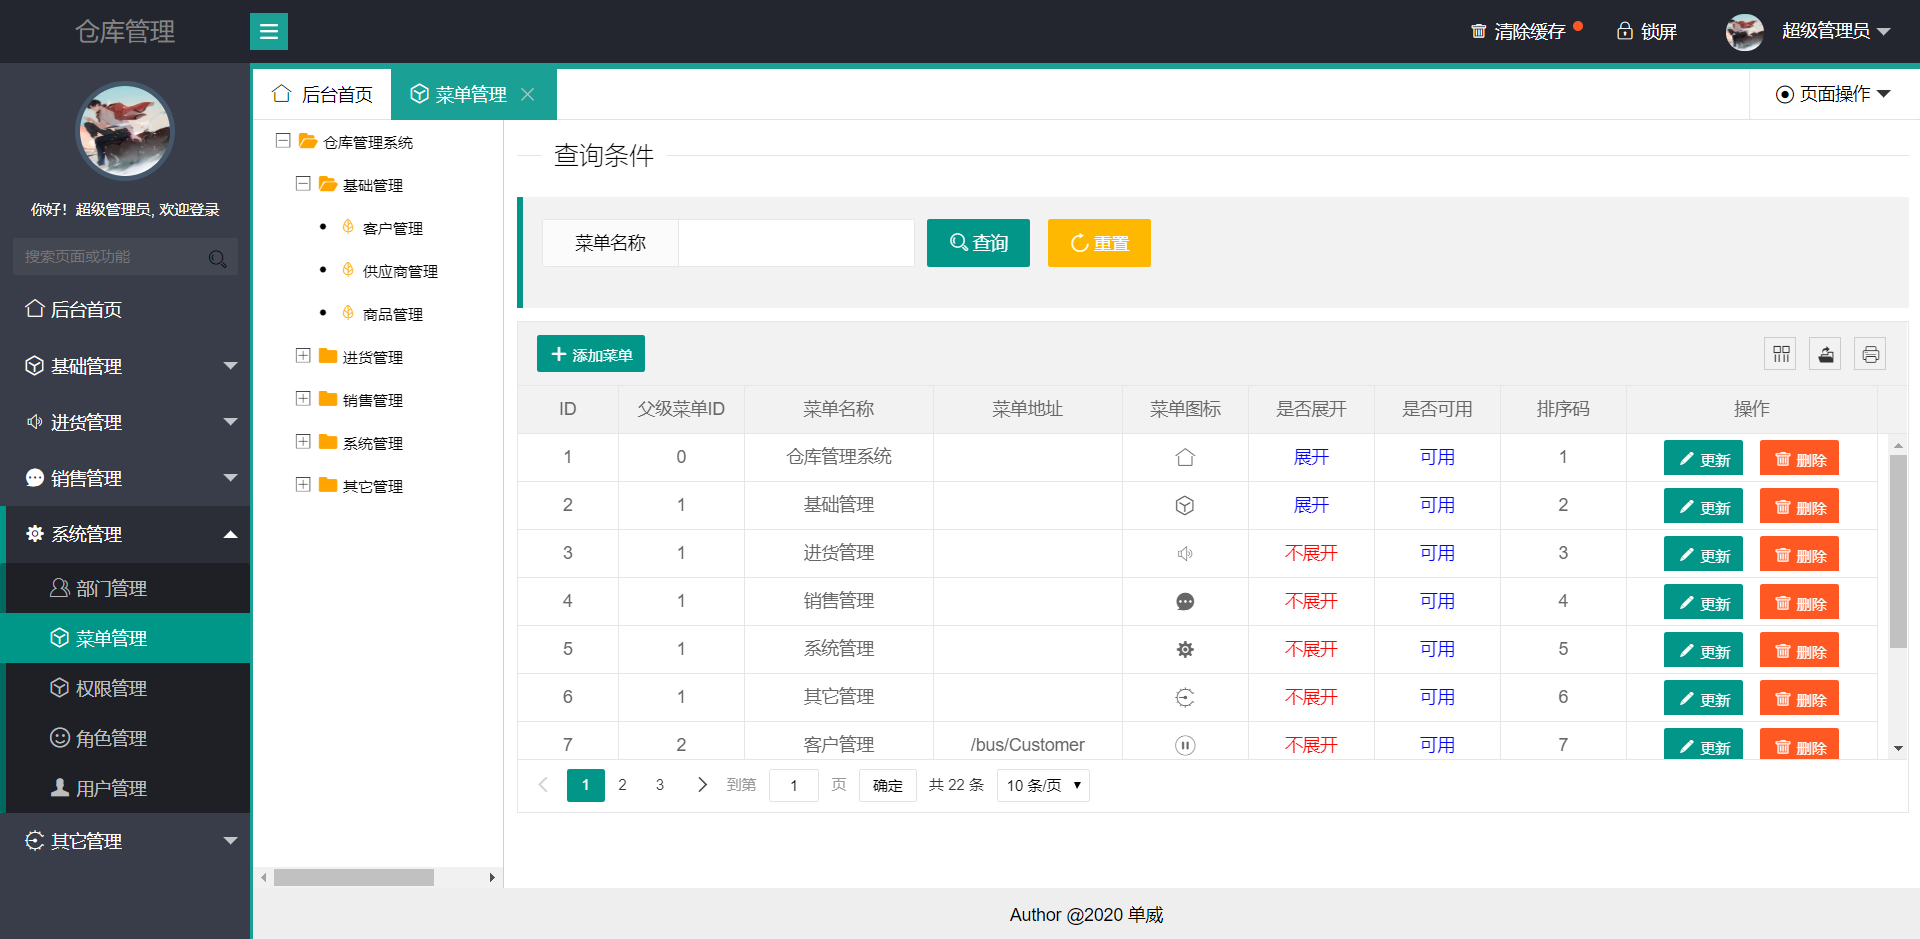 仓库管理
清除缓存 锁屏 超级管理员
你好！超级管理员, 欢迎登录
搜索页面或功能
后台首页
基础管理
进货管理
销售管理
系统管理
部门管理
菜单管理
权限管理
角色管理
用户管理
其它管理
后台首页 菜单管理 页面操作
仓库管理系统
基础管理
客户管理
供应商管理
商品管理
进货管理
销售管理
系统管理
其它管理
查询条件
菜单名称 查询 重置
添加菜单
ID 父级菜单ID 菜单名称 菜单地址 菜单图标 是否展开 是否可用 排序码 操作
1 0 仓库管理系统 展开 可用 1 更新 删除
2 1 基础管理 展开 可用 2 更新 删除
3 1 进货管理 不展开 可用 3 更新 删除
4 1 销售管理 不展开 可用 4 更新 删除
5 1 系统管理 不展开 可用 5 更新 删除
6 1 其它管理 不展开 可用 6 更新 删除
7 2 客户管理 /bus/Customer 不展开 可用 7 更新 删除
1 2 3 到第 1 页 确定 共 22 条 10 条/页
Author @2020 单威